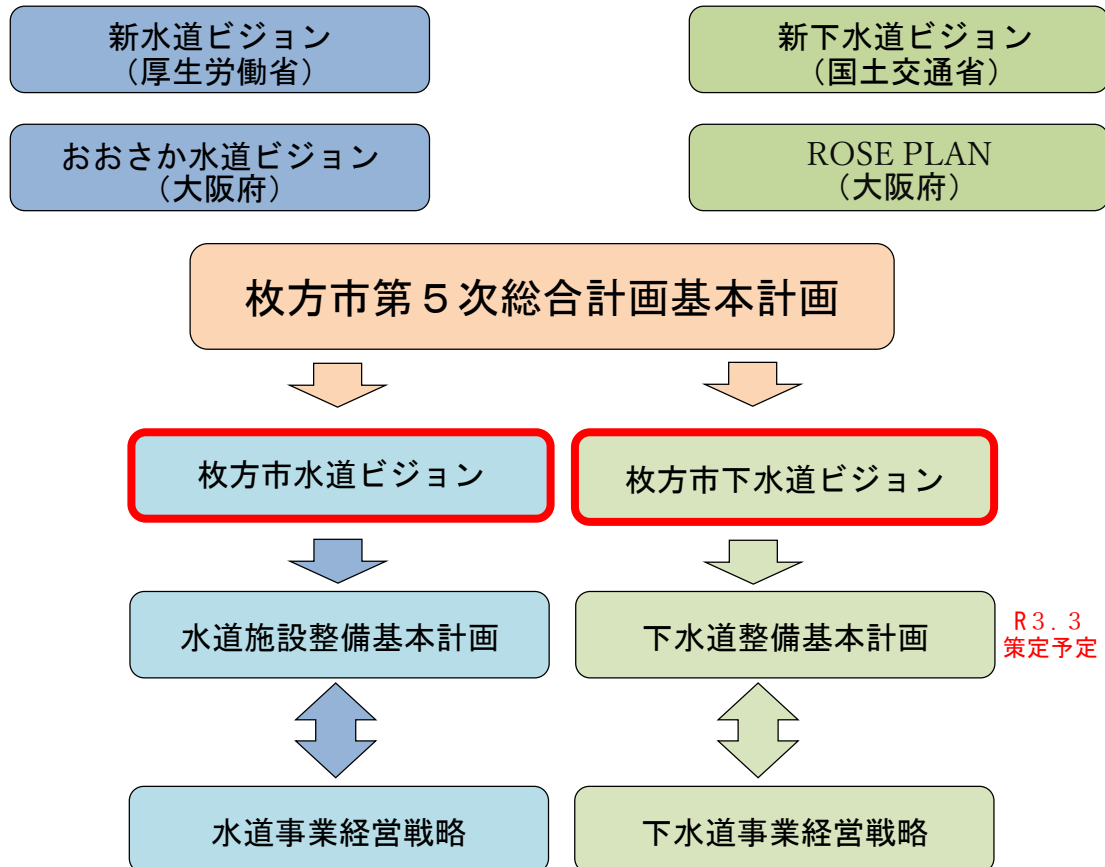 新水道ビジョン
(厚生労働省)
新下水道ビジョン
(国土交通省)
おおさか水道ビジョン
(大阪府)
ROSE PLAN
(大阪府)
枚方市第5次総合計画基本計画
枚方市水道ビジョン
枚方市下水道ビジョン
水道施設整備基本計画
下水道整備基本計画
R3.3
策定予定
水道事業経営戦略
下水道事業経営戦略